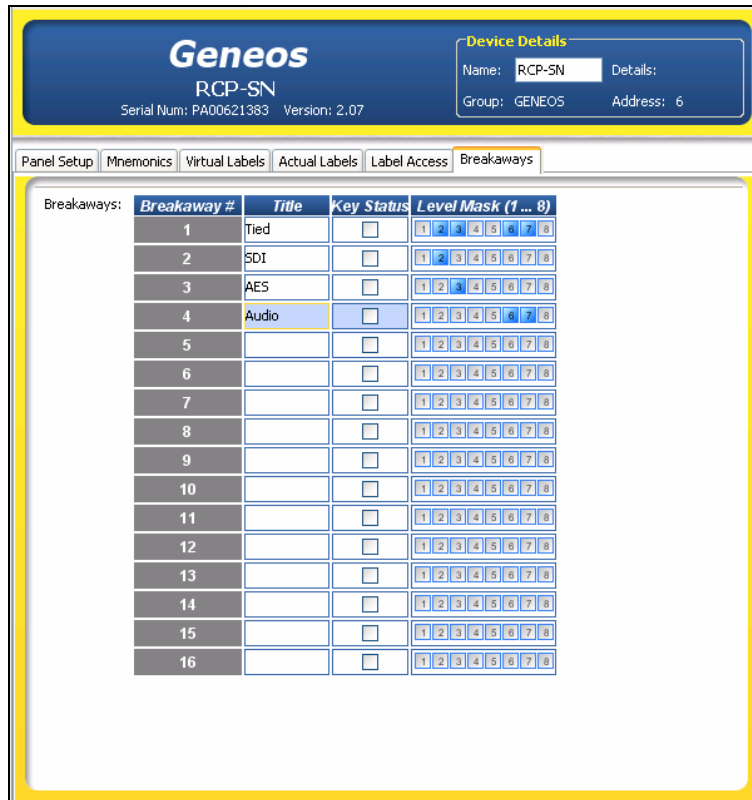 Geneos
RCP-SN
Serial Num: PA00621383 Version: 2.07
Device Details
Name: RCP-SN Details:
Group: GENEOS Address: 6
Panel Setup Mnemonics Virtual Labels Actual Labels Label Access Breakaways
Breakaways: Breakaway # Title Key Status Level Mask (1 ... 8)
1 Tied 1 2 3 4 5 6 7 8
2 SDI 1 2 3 4 5 6 7 8
3 AES 1 2 3 4 5 6 7 8
4 Audio 1 2 3 4 5 6 7 8
5 1 2 3 4 5 6 7 8
6 1 2 3 4 5 6 7 8
7 1 2 3 4 5 6 7 8
8 1 2 3 4 5 6 7 8
9 1 2 3 4 5 6 7 8
10 1 2 3 4 5 6 7 8
11 1 2 3 4 5 6 7 8
12 1 2 3 4 5 6 7 8
13 1 2 3 4 5 6 7 8
14 1 2 3 4 5 6 7 8
15 1 2 3 4 5 6 7 8
16 1 2 3 4 5 6 7 8